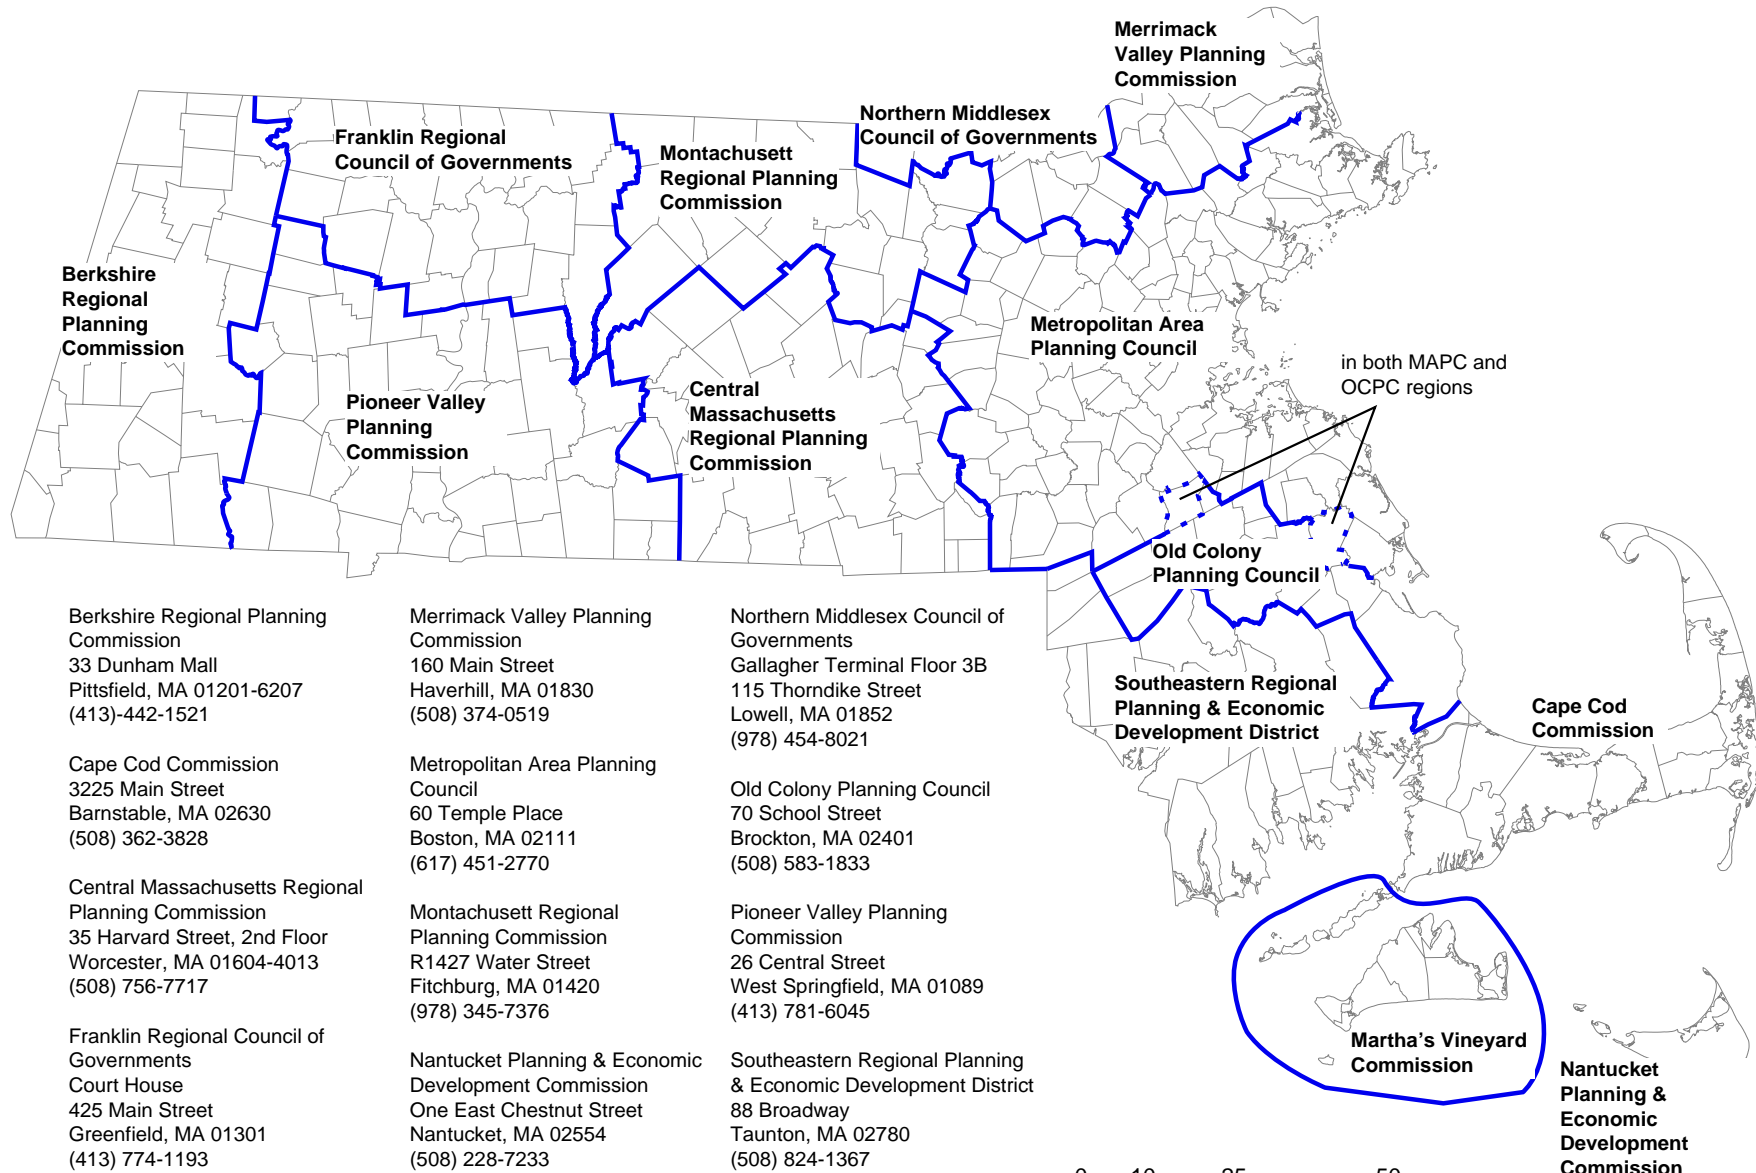 Merrimack
Valley Planning
Commission
Northern Middlesex
Council of Governments
Franklin Regional
Council of Governments
Montachusett
Regional Planning
Commission
Berkshire
Regional
Planning
Commission
Metropolitan Area
Planning Council
in both MAPC and
OCPC regions
Pioneer Valley
Planning
Commission
Central
Massachusetts
Regional Planning
Commission
Old Colony
Planning Council
Southeastern Regional
Planning & Economic
Development District
Cape Cod
Commission
Martha’s Vineyard
Commission
Nantucket
Planning &
Economic
Development
Commission
Berkshire Regional Planning
Commission
33 Dunham Mall
Pittsfield, MA 01201-6207
(413)-442-1521
Cape Cod Commission
3225 Main Street
Barnstable, MA 02630
(508) 362-3828
Central Massachusetts Regional
Planning Commission
35 Harvard Street, 2nd Floor
Worcester, MA 01604-4013
(508) 756-7717
Franklin Regional Council of
Governments
Court House
425 Main Street
Greenfield, MA 01301
(413) 774-1193
Merrimack Valley Planning
Commission
160 Main Street
Haverhill, MA 01830
(508) 374-0519
Metropolitan Area Planning
Council
60 Temple Place
Boston, MA 02111
(617) 451-2770
Montachusett Regional
Planning Commission
R1427 Water Street
Fitchburg, MA 01420
(978) 345-7376
Nantucket Planning & Economic
Development Commission
One East Chestnut Street
Nantucket, MA 02554
(508) 228-7233
Northern Middlesex Council of
Governments
Gallagher Terminal Floor 3B
115 Thorndike Street
Lowell, MA 01852
(978) 454-8021
Old Colony Planning Council
70 School Street
Brockton, MA 02401
(508) 583-1833
Pioneer Valley Planning
Commission
26 Central Street
West Springfield, MA 01089
(413) 781-6045
Southeastern Regional Planning
& Economic Development District
88 Broadway
Taunton, MA 02780
(508) 824-1367
0 10 25 50